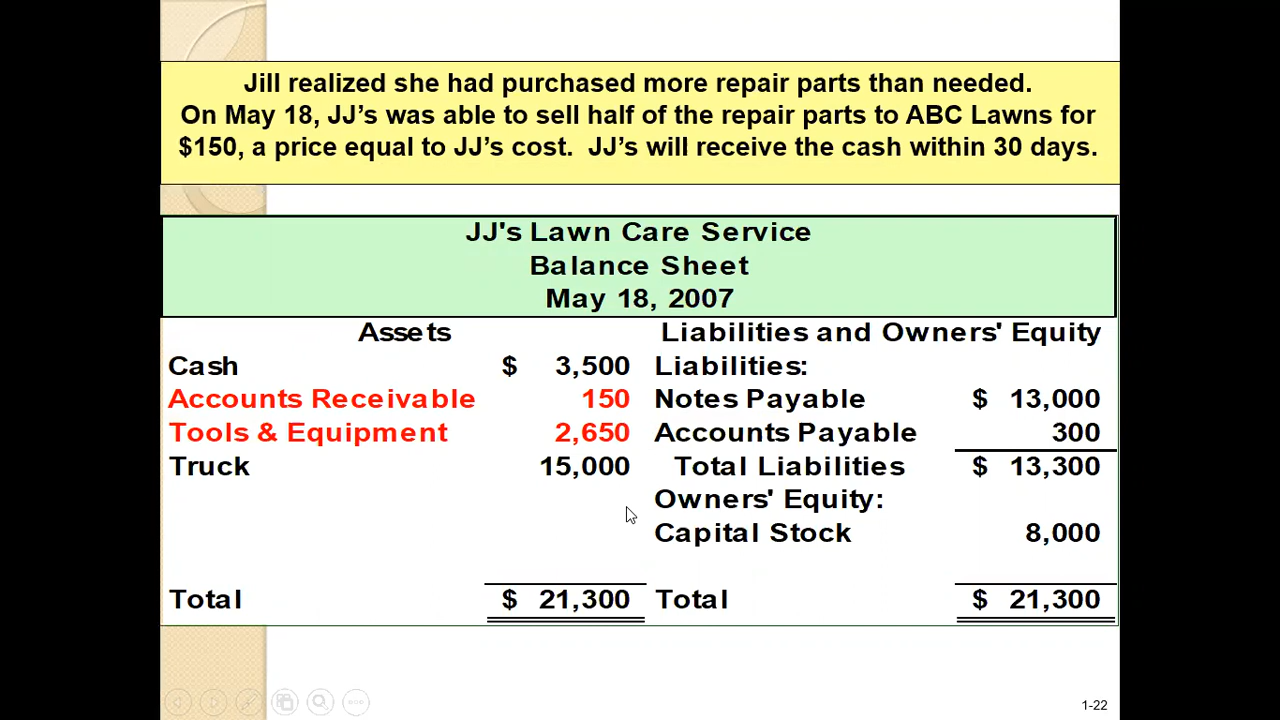 Jill realized she had purchased more repair parts than needed.
On May 18, JJ's was able to sell half of the repair parts to ABC Lawns for
$150, a price equal to JJ's cost.  JJ's will receive the cash within 30 days.
JJ's Lawn Care Service
Balance Sheet
May 18, 2007
Assets Liabilities and Owners' Equity
Cash $ 3,500 Liabilities:
Accounts Receivable 150 Notes Payable $ 13,000
Tools & Equipment 2,650 Accounts Payable 300
Truck 15,000 Total Liabilities $ 13,300
Owners' Equity:
Capital Stock 8,000
Total $ 21,300 Total $ 21,300
1-22